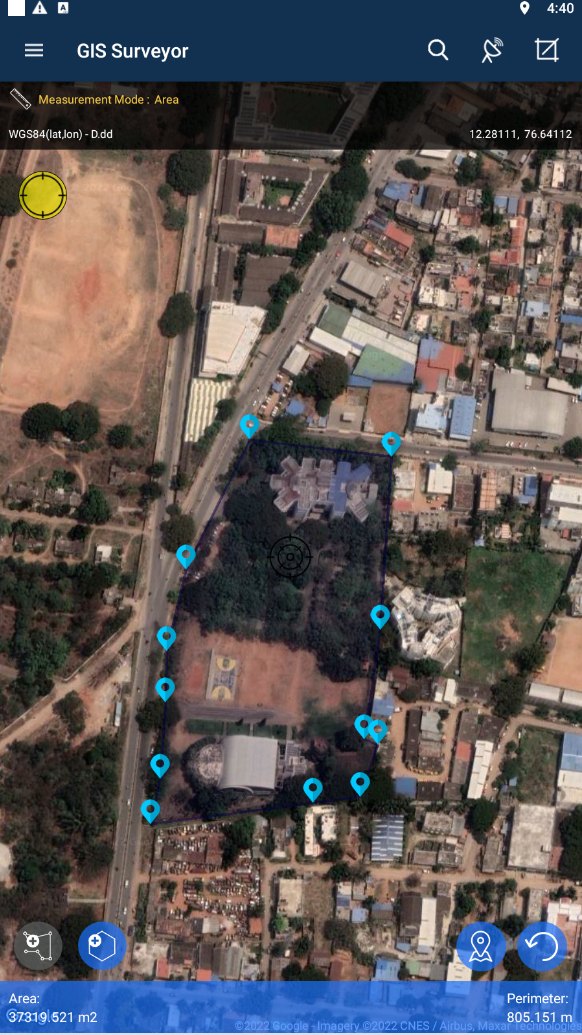 A
4:40
GIS Surveyor
Measurement Mode : Area
WGS84(lat,lon) - D.dd
12.28111, 76.64112
Area:
37319.521 m2
Perimeter:
805.151 m
©2022 Google - Imagery ©2022 CNES / Airbus, Maxar Technologies